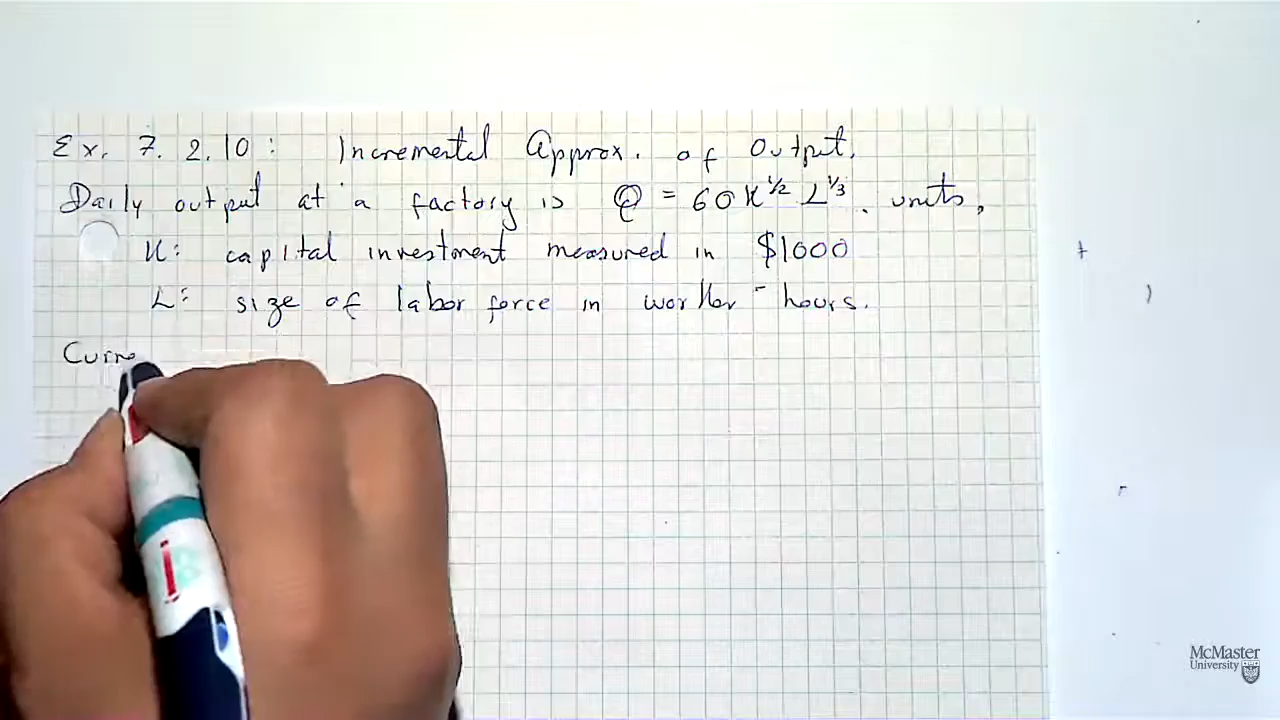 Ex. 7.2.10: Incremental Approx. of Output.
Daily output at a factory is Q = 60K^1/2 L^1/3. units,
K: capital investment measured in $1000
L: size of labor force in worker-hours.
Curre
McMaster
University